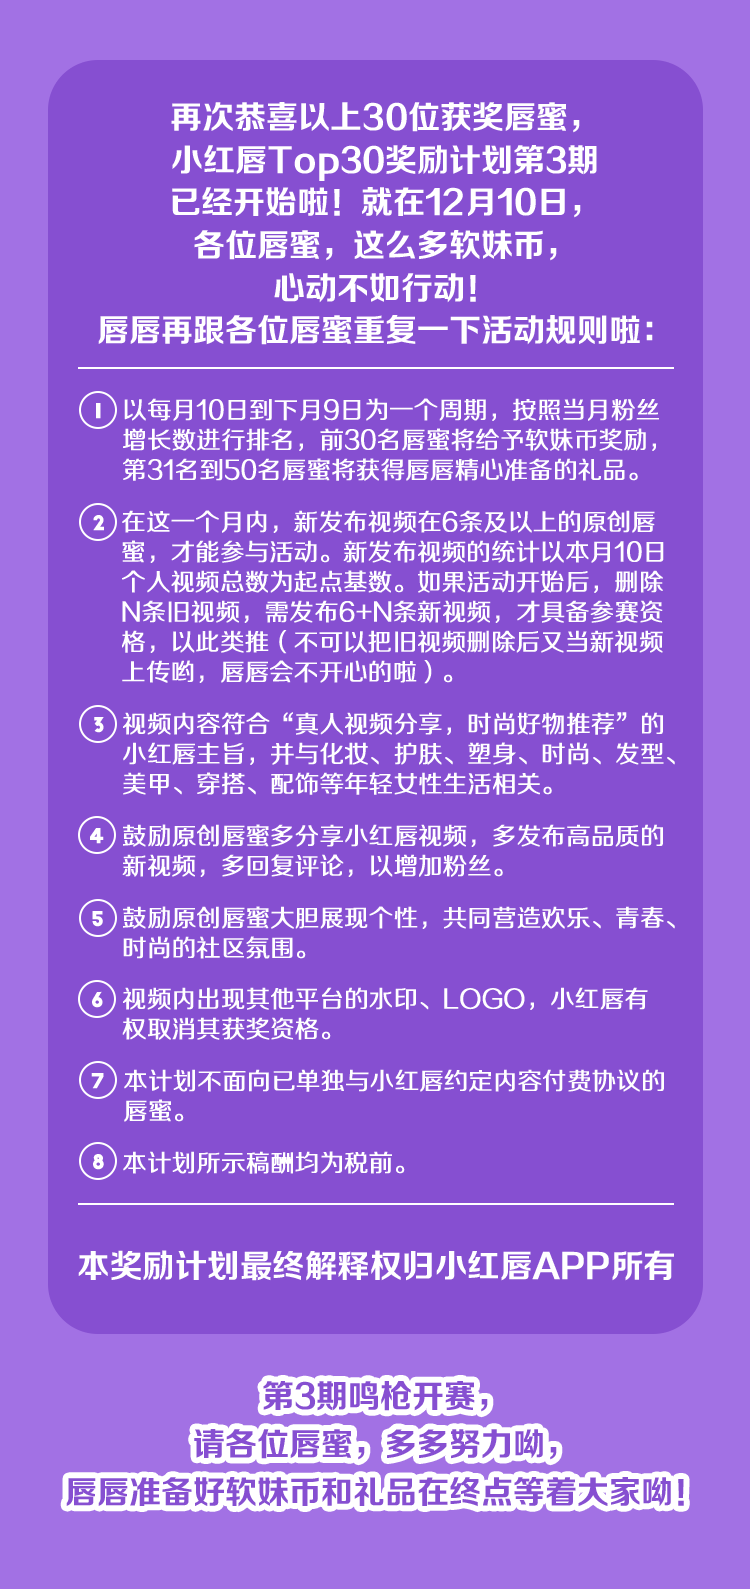 再次恭喜以上30位获奖唇蜜，
小红唇Top30奖励计划第3期
已经开始啦！就在12月10日，
各位唇蜜，这么多软妹币，
心动不如行动！
唇唇再跟各位唇蜜重复一下活动规则啦：
1 以每月10日到下月9日为一个周期，按照当月粉丝
增长数进行排名，前30名唇蜜将给予软妹币奖励，
第31名到50名唇蜜将获得唇唇精心准备的礼品。
2 在这一个月内，新发布视频在6条及以上的原创唇
蜜，才能参与活动。新发布视频的统计以本月10日
个人视频总数为起点基数。如果活动开始后，删除
N条旧视频，需发布6+N条新视频，才具备参赛资
格，以此类推（不可以把旧视频删除后又当新视频
上传哟，唇唇会不开心的啦）。
3 视频内容符合“真人视频分享，时尚好物推荐”的
小红唇主旨，并与化妆、护肤、塑身、时尚、发型、
美甲、穿搭、配饰等年轻女性生活相关。
4 鼓励原创唇蜜多分享小红唇视频，多发布高品质的
新视频，多回复评论，以增加粉丝。
5 鼓励原创唇蜜大胆展现个性，共同营造欢乐、青春、
时尚的社区氛围。
6 视频内出现其他平台的水印、LOGO，小红唇有
权取消其获奖资格。
7 本计划不面向已单独与小红唇约定内容付费协议的
唇蜜。
8 本计划所示稿酬均为税前。
本奖励计划最终解释权归小红唇APP所有
第3期鸣枪开赛，
请各位唇蜜，多多努力呦，
唇唇准备好软妹币和礼品在终点等着大家呦！